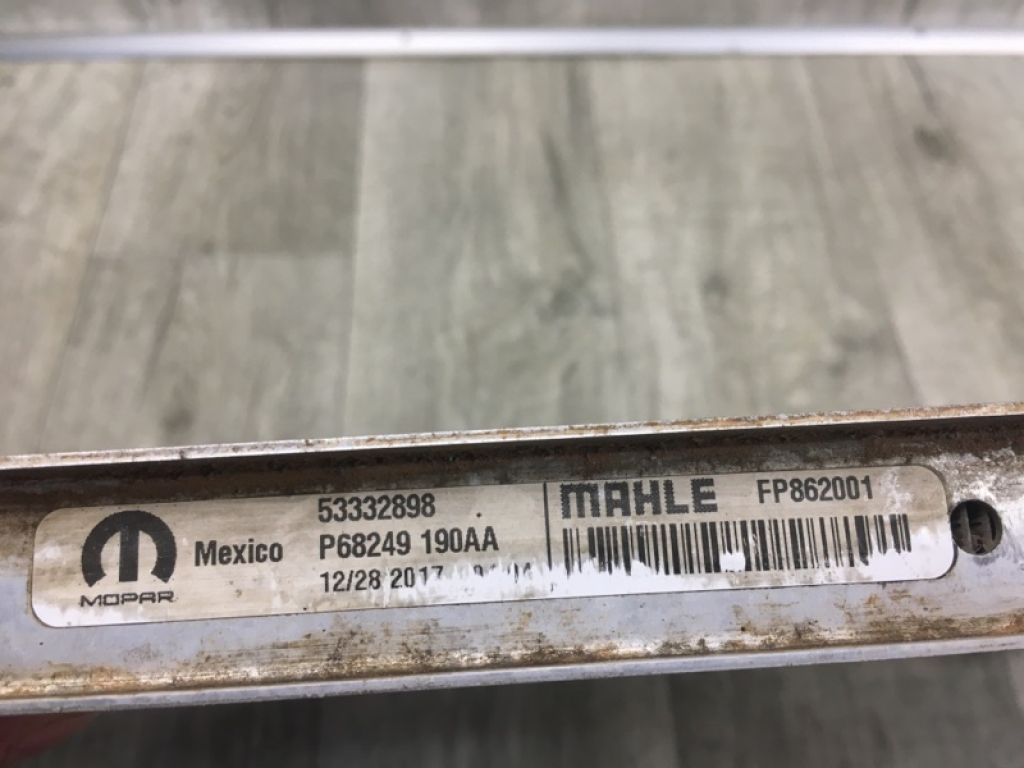 MOPAR
Mexico
53332898
P68249 190AA
12/28 2017
MAHLE
FP862001